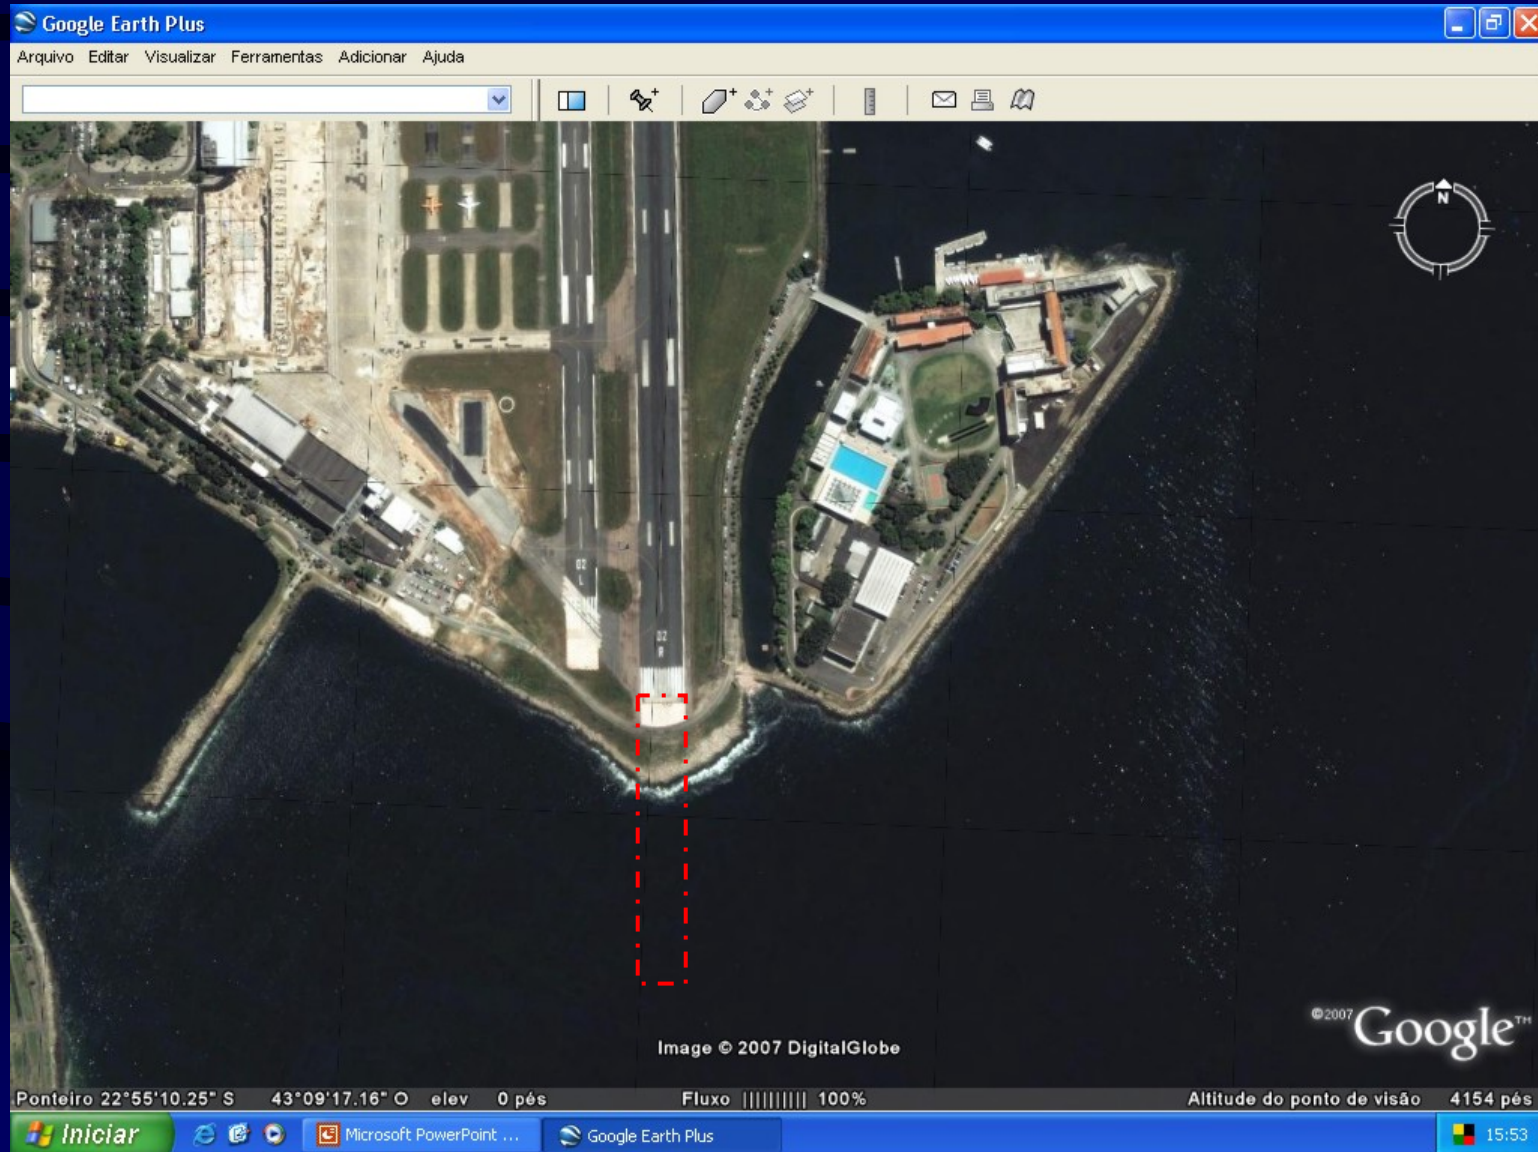 Google Earth Plus
Arquivo Editar Visualizar Ferramentas Adicionar Ajuda
N
02
L
02
R
©2007 Google™
Image © 2007 DigitalGlobe
Ponteiro 22°55'10.25" S 43°09'17.16" O elev 0 pés Fluxo |||||||||| 100% Altitude do ponto de visão 4154 pés
Iniciar Microsoft PowerPoint ... Google Earth Plus 15:53